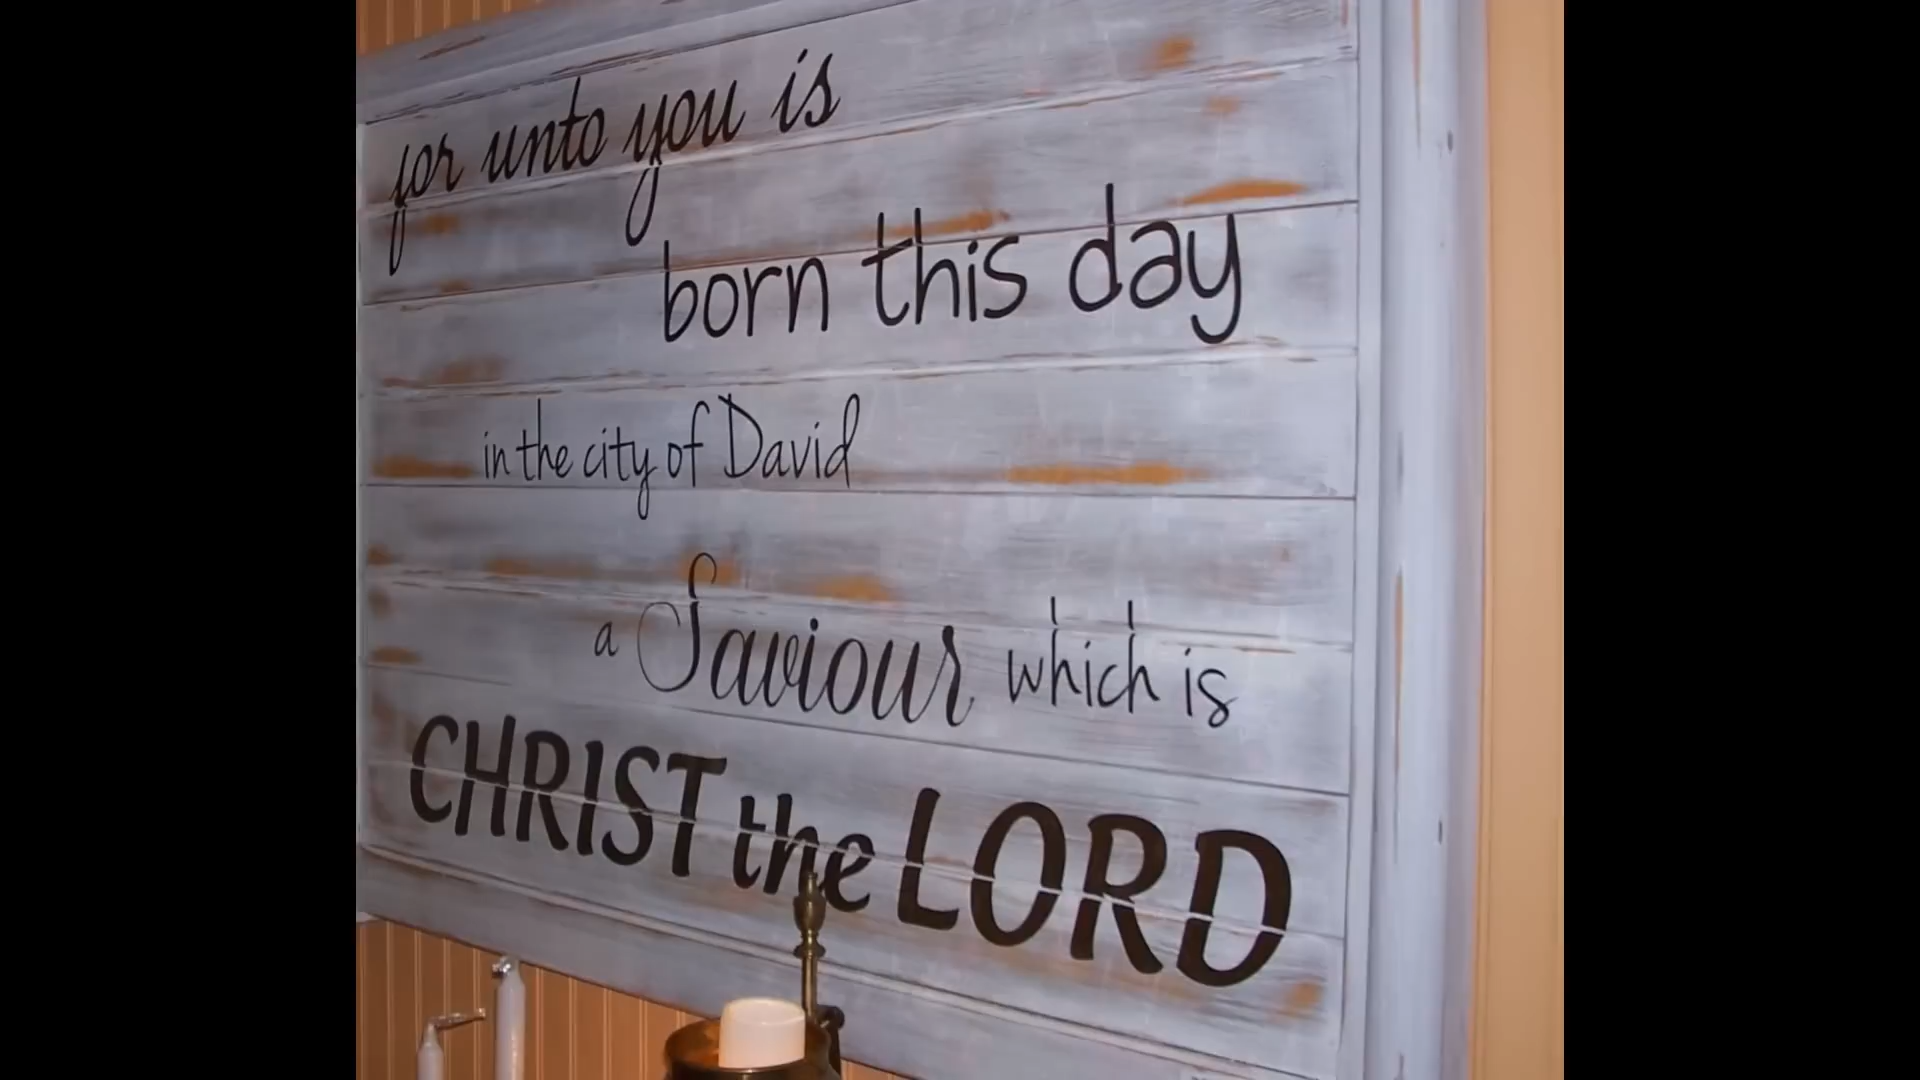 for unto you is
born this day
in the city of David
a Saviour which is
CHRIST the LORD